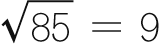 √85 = 9